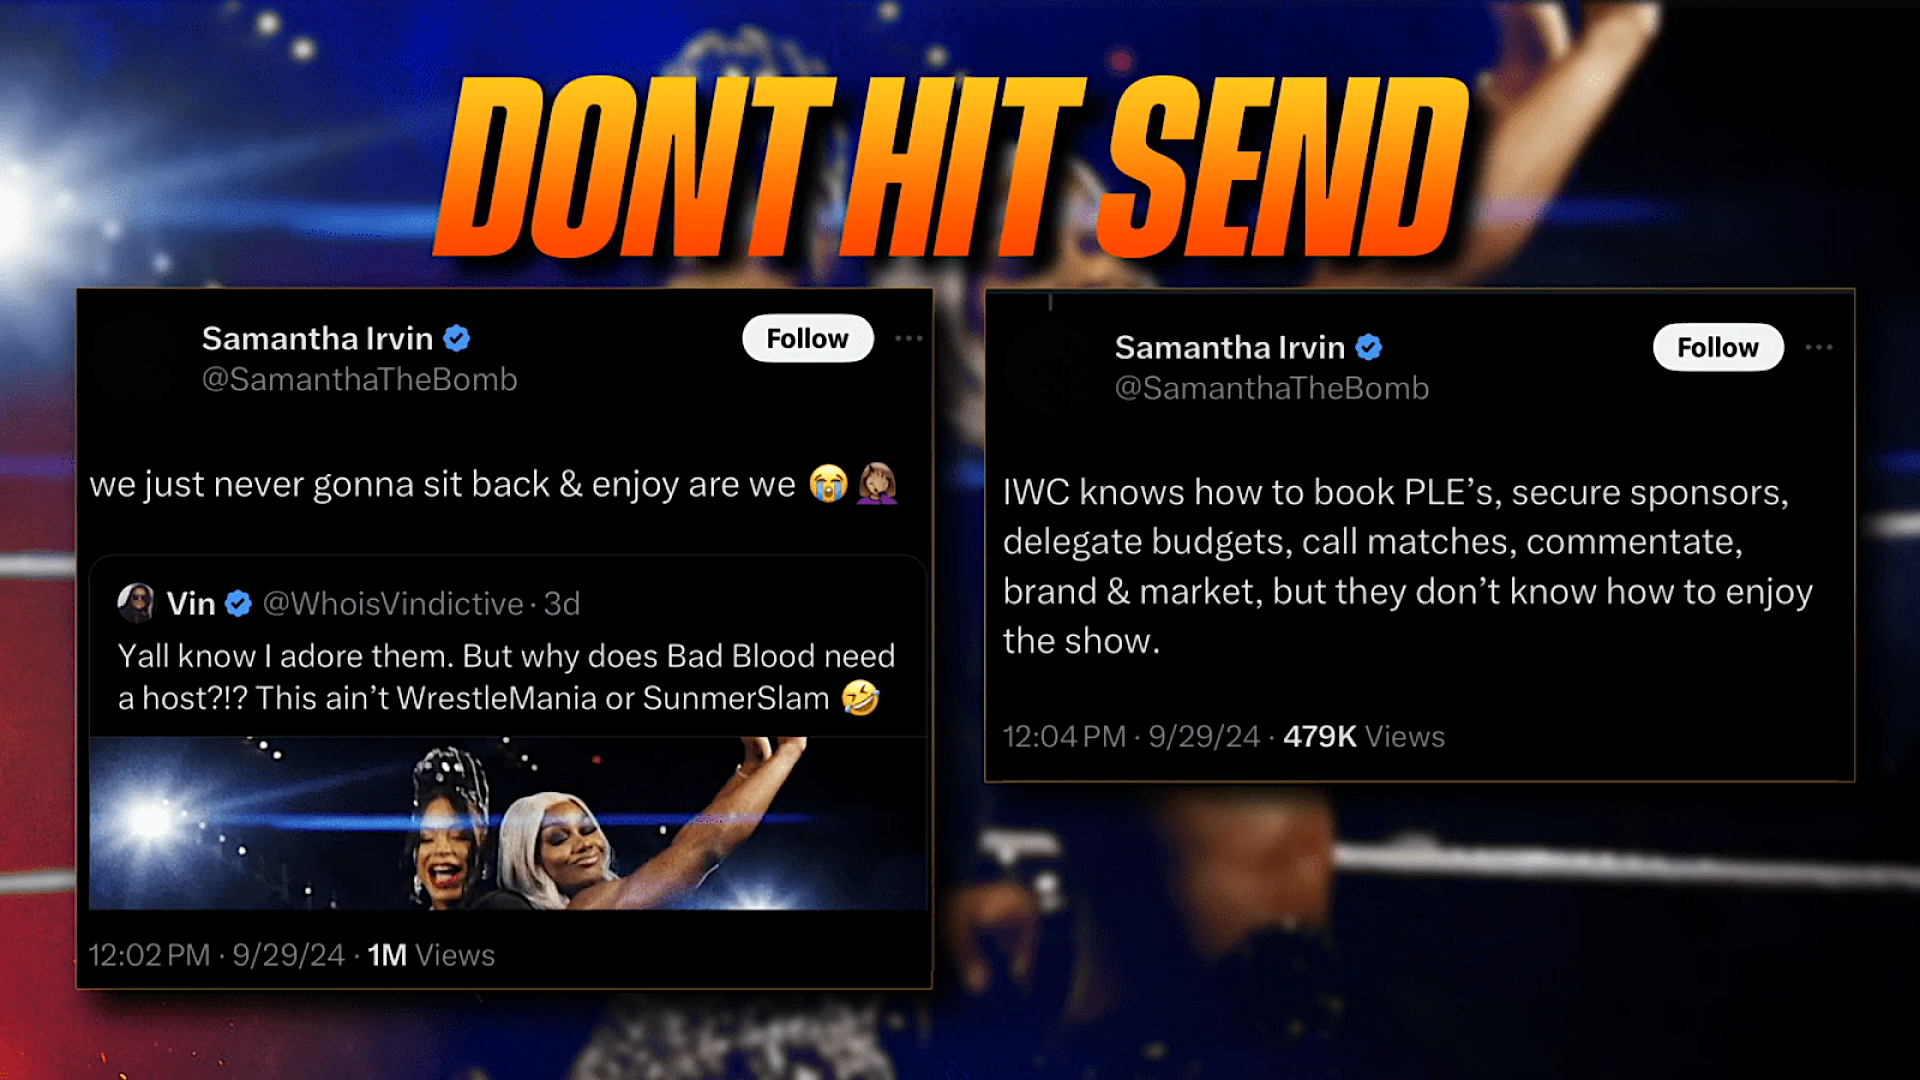 DONT HIT SEND
Samantha Irvin
Follow
@SamanthaTheBomb
we just never gonna sit back & enjoy are we 😭🤦🏽‍♀️
Vin @WhoisVindictive · 3d
Yall know I adore them. But why does Bad Blood need
a host?!? This ain’t WrestleMania or SunmerSlam 🤣
12:02 PM · 9/29/24 · 1M Views
Samantha Irvin
Follow
@SamanthaTheBomb
IWC knows how to book PLE’s, secure sponsors,
delegate budgets, call matches, commentate,
brand & market, but they don’t know how to enjoy
the show.
12:04 PM · 9/29/24 · 479K Views